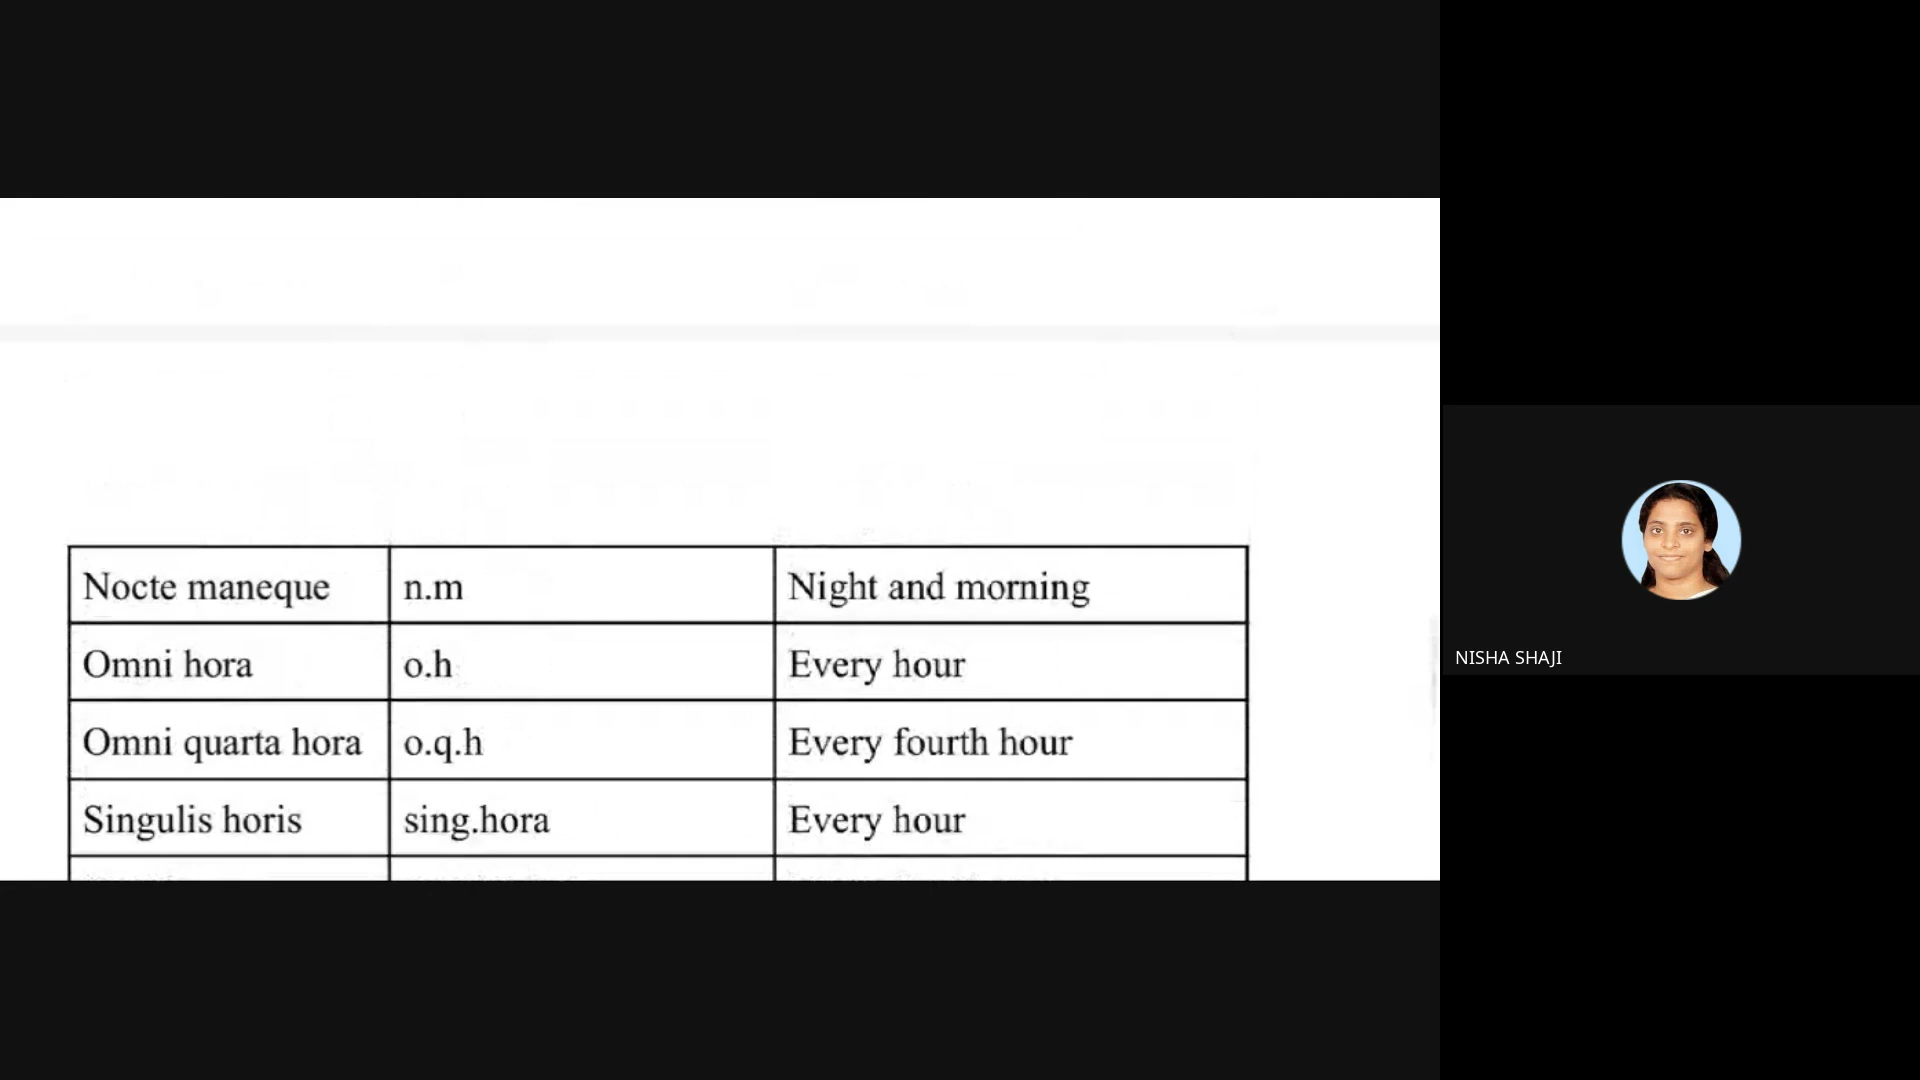 Nocte maneque n.m Night and morning
Omni hora o.h Every hour
Omni quarta hora o.q.h Every fourth hour
Singulis horis sing.hora Every hour
NISHA SHAJI